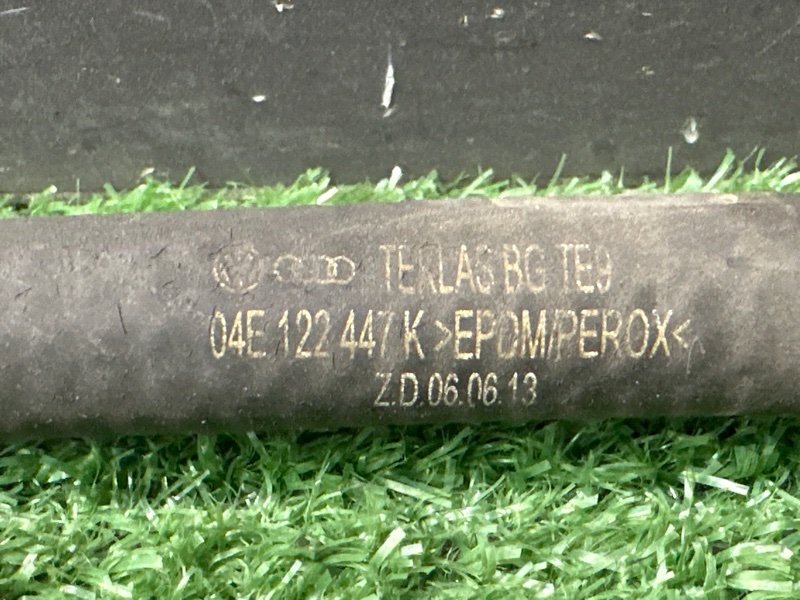 TEKLAS BG TE9
04E 122 447 K >EPDM/PEROX<
Z.D.06.06.13